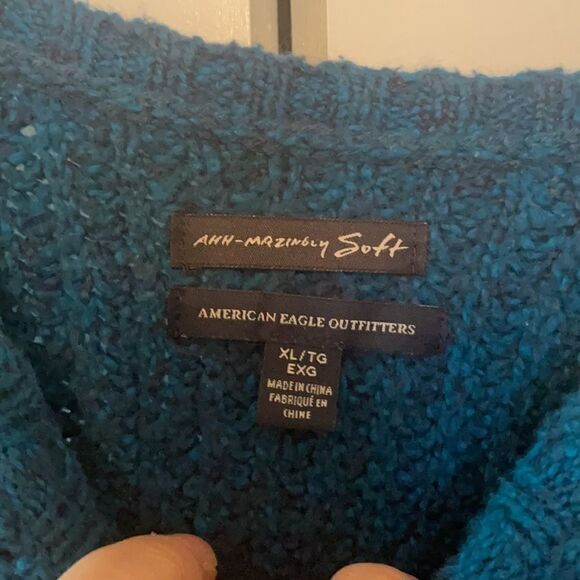 AHH-MAZINGLY Soft
AMERICAN EAGLE OUTFITTERS
XL/TG
EXG
MADE IN CHINA
FABRIQUÉ EN
CHINE